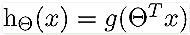 h_Θ(x) = g(Θ^T x)